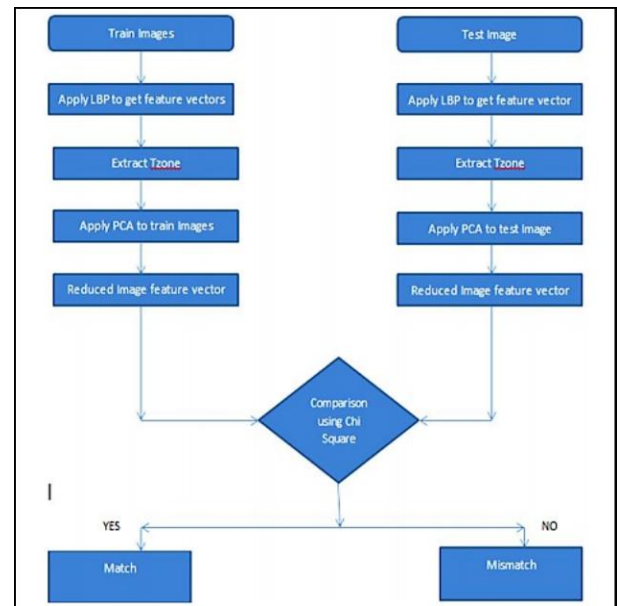 Train Images
Apply LBP to get feature vectors
Extract Tzone
Apply PCA to train Images
Reduced Image feature vector
Test Image
Apply LBP to get feature vector
Extract Tzone
Apply PCA to test Image
Reduced Image feature vector
Comparison
using Chi
Square
YES
NO
Match
Mismatch